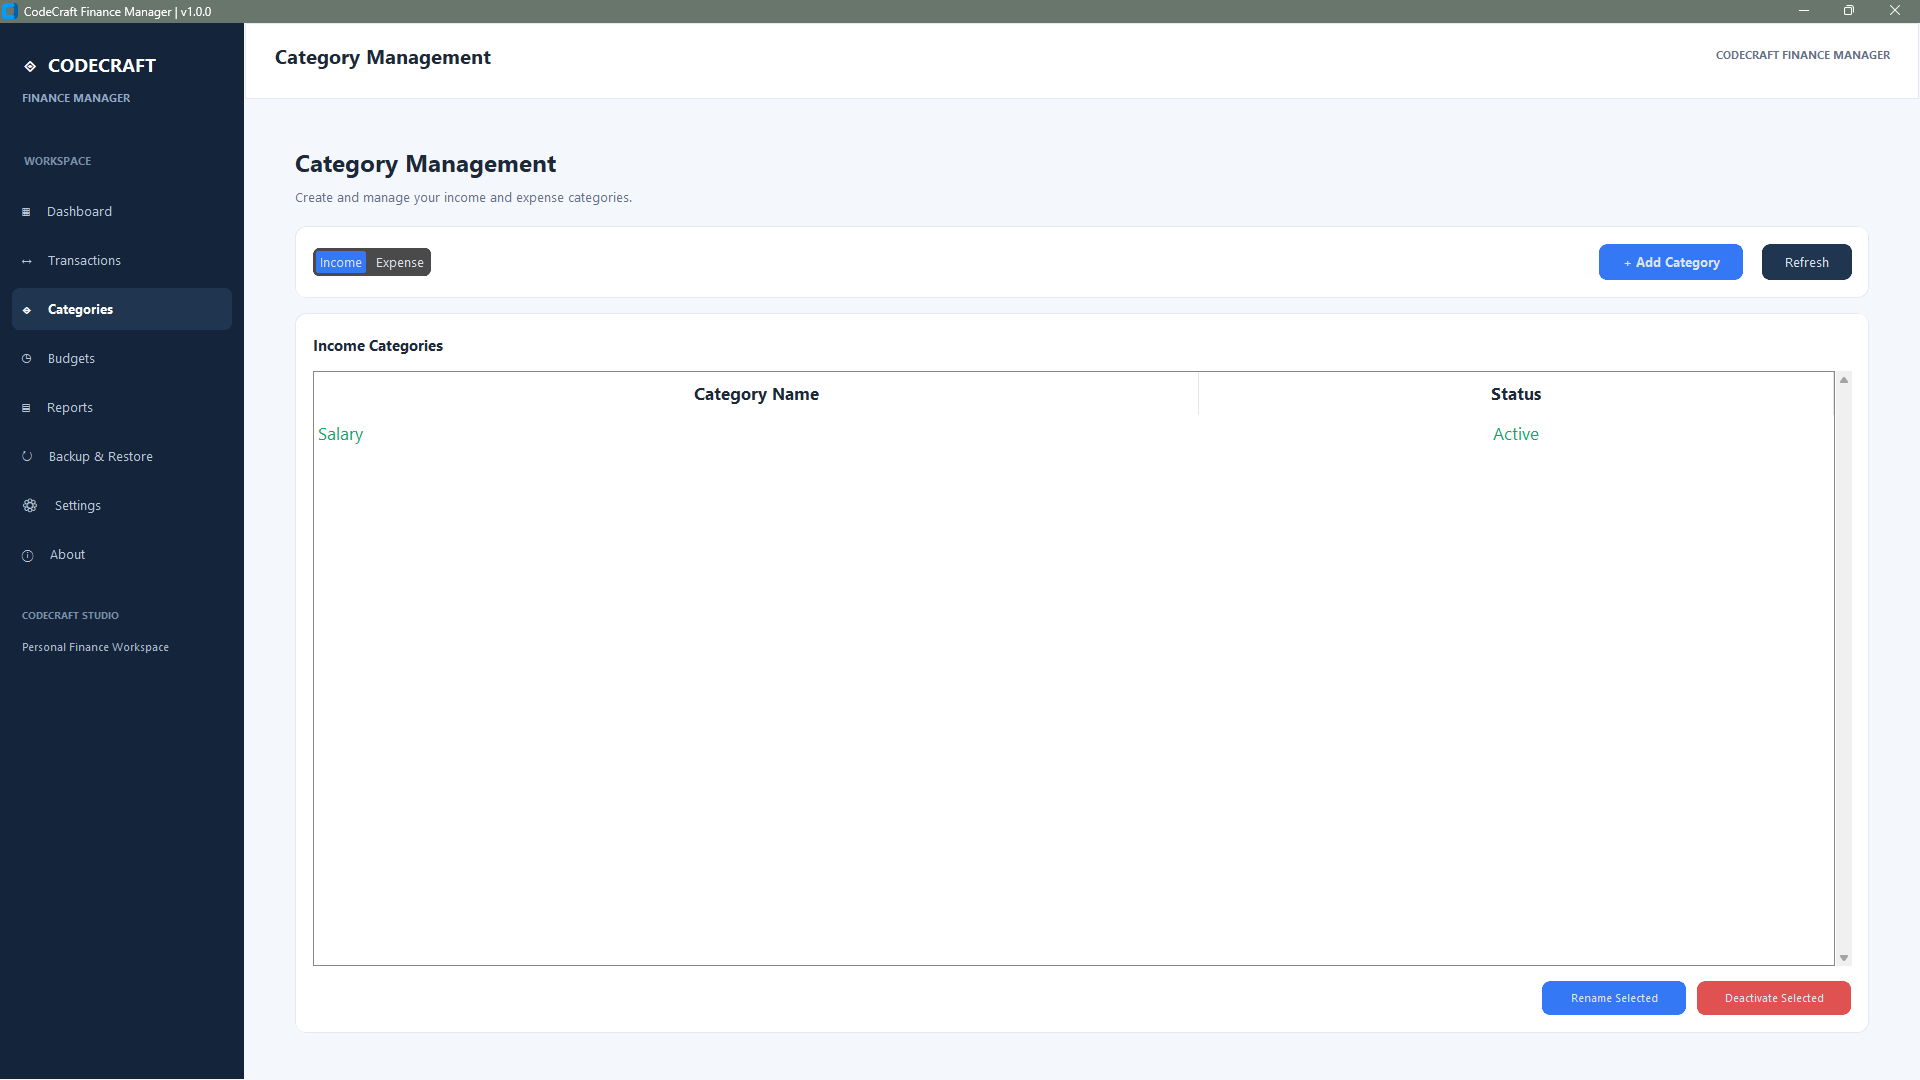 CodeCraft Finance Manager | v1.0.0
CODECRAFT
FINANCE MANAGER
WORKSPACE
Dashboard
Transactions
Categories
Budgets
Reports
Backup & Restore
Settings
About
CODECRAFT STUDIO
Personal Finance Workspace
Category Management
CODECRAFT FINANCE MANAGER
Category Management
Create and manage your income and expense categories.
Income Expense
+ Add Category
Refresh
Income Categories
Category Name Status
Salary Active
Rename Selected
Deactivate Selected